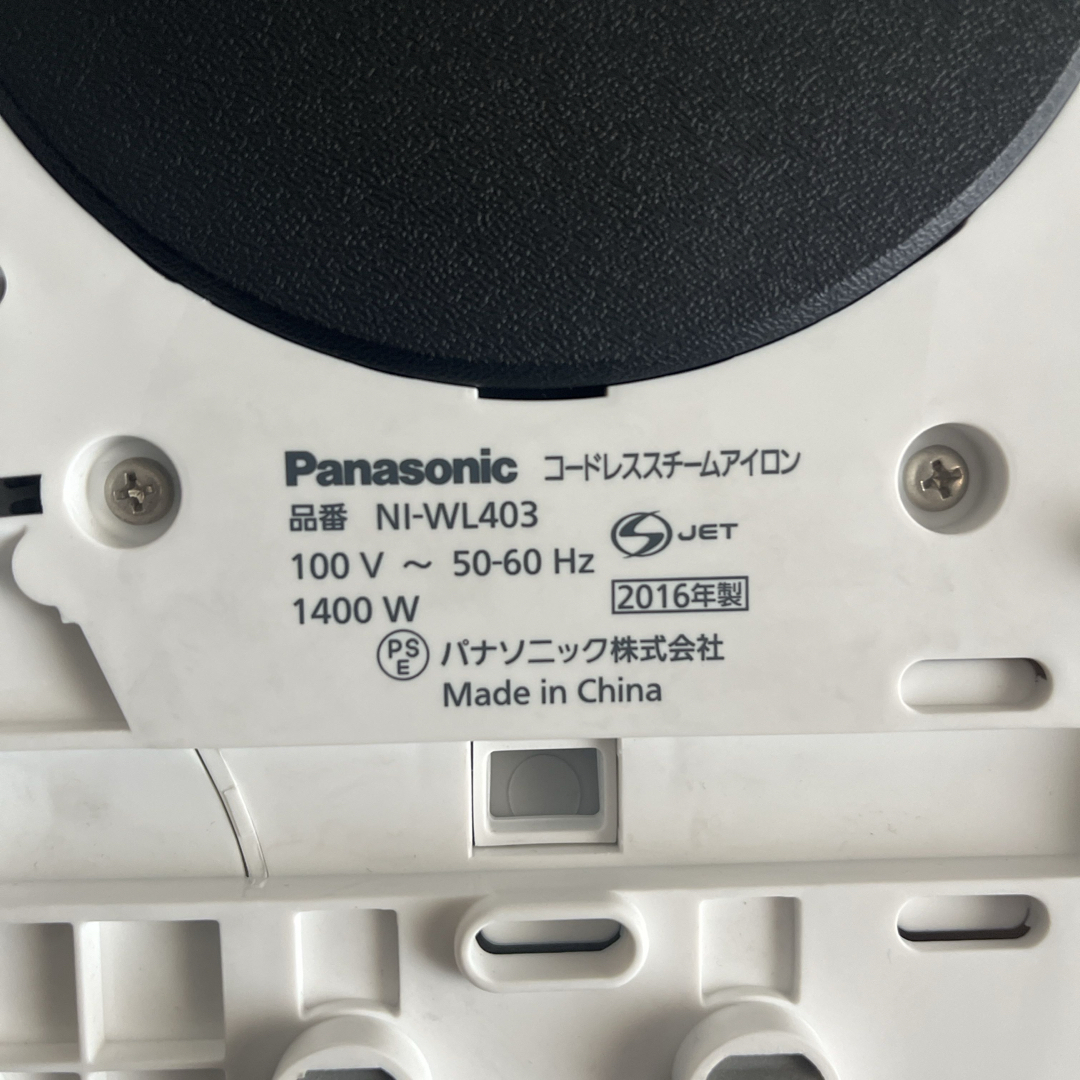 Panasonic コードレススチームアイロン
品番 NI-WL403
S JET
100 V ～ 50-60 Hz
2016年製
1400 W
PS
E
パナソニック株式会社
Made in China